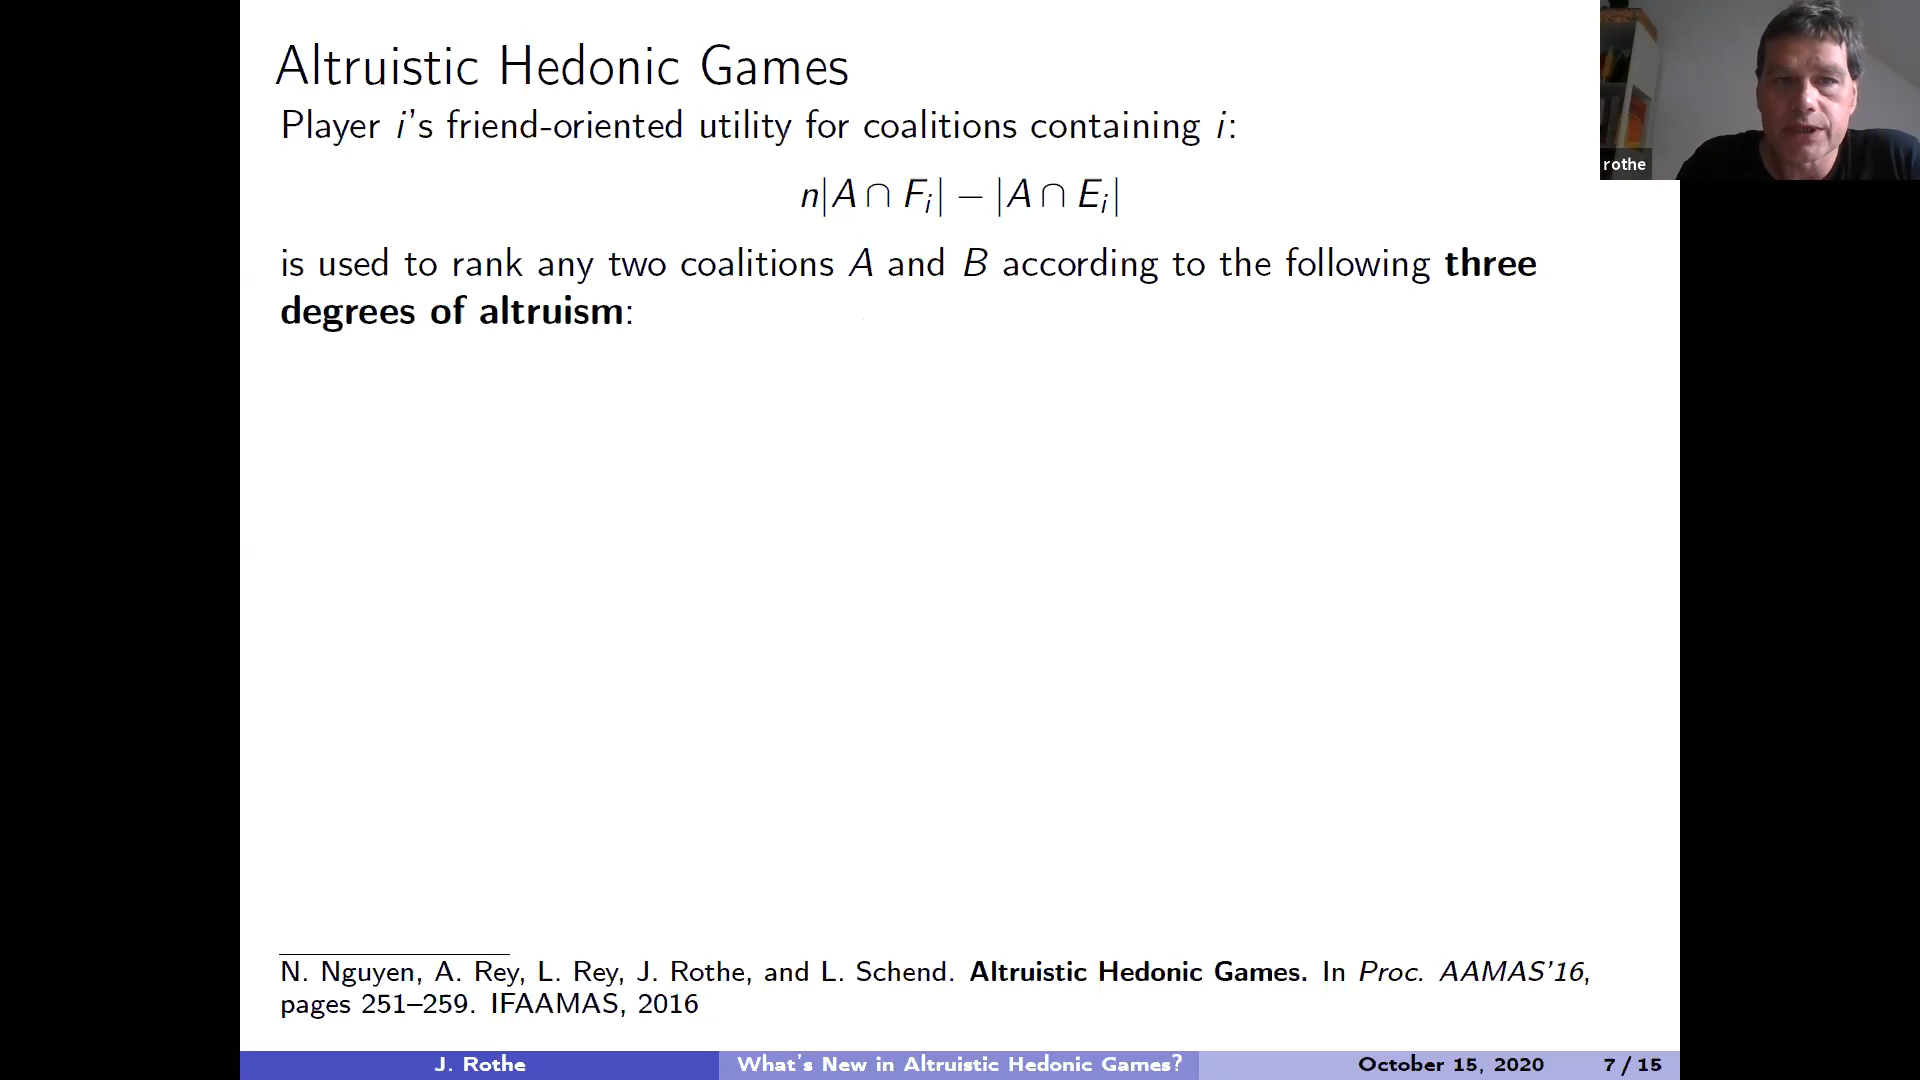 Altruistic Hedonic Games
Player i's friend-oriented utility for coalitions containing i:
n|A ∩ F_i| − |A ∩ E_i|
is used to rank any two coalitions A and B according to the following three
degrees of altruism:
N. Nguyen, A. Rey, L. Rey, J. Rothe, and L. Schend. Altruistic Hedonic Games. In Proc. AAMAS'16,
pages 251–259. IFAAMAS, 2016
J. Rothe What's New in Altruistic Hedonic Games? October 15, 2020 7 / 15
rothe